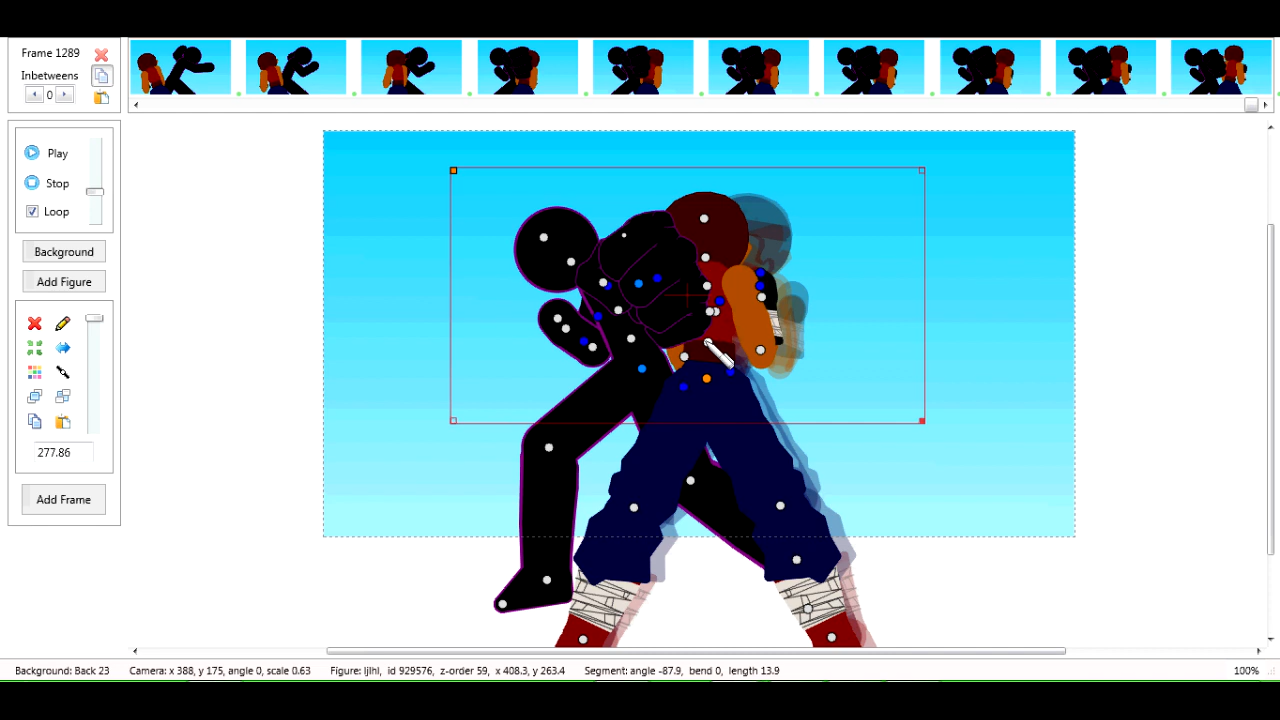 Frame 1289
Inbetweens
0
Play
Stop
Loop
Background
Add Figure
277.86
Add Frame
Background: Back 23 Camera: x 388, y 175, angle 0, scale 0.63 Figure: ljlhl, id 929576, z-order 59, x 408.3, y 263.4 Segment: angle -87.9, bend 0, length 13.9 100%